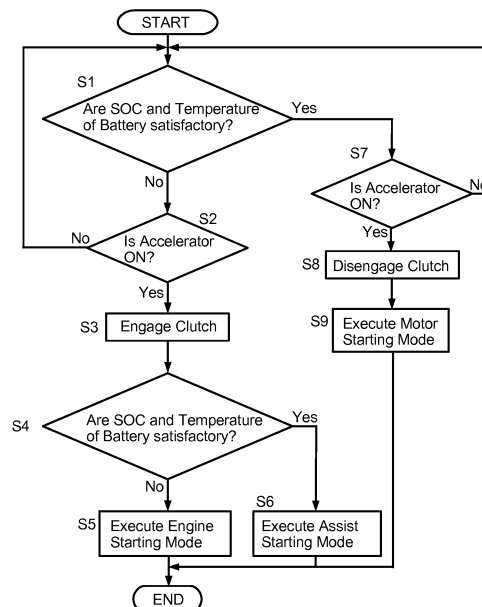 START
S1
Are SOC and Temperature
of Battery satisfactory?
Yes
No
S7
Is Accelerator
ON?
No
Yes
S2
Is Accelerator
ON?
No
Yes
S8
Disengage Clutch
S3
Engage Clutch
S9
Execute Motor
Starting Mode
S4
Are SOC and Temperature
of Battery satisfactory?
Yes
No
S5
Execute Engine
Starting Mode
S6
Execute Assist
Starting Mode
END